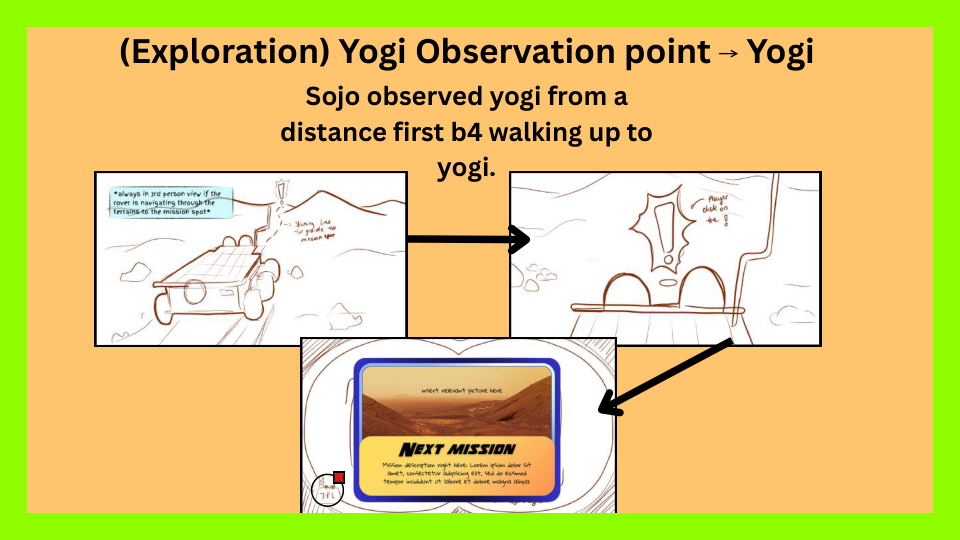 (Exploration) Yogi Observation point → Yogi
Sojo observed yogi from a
distance first b4 walking up to
yogi.
*always in 3rd person view if the
rover is navigating through the
terrains to the mission spot*
line
to guide to
mission spot
Player
click on
the !
insert relevant picture here
NEXT MISSION
Mission description right here: Lorem ipsum dolor sit
amet, consectetur adipiscing elit, sed do eiusmod
tempor incididunt ut labore et dolore magna aliqua.
JPL